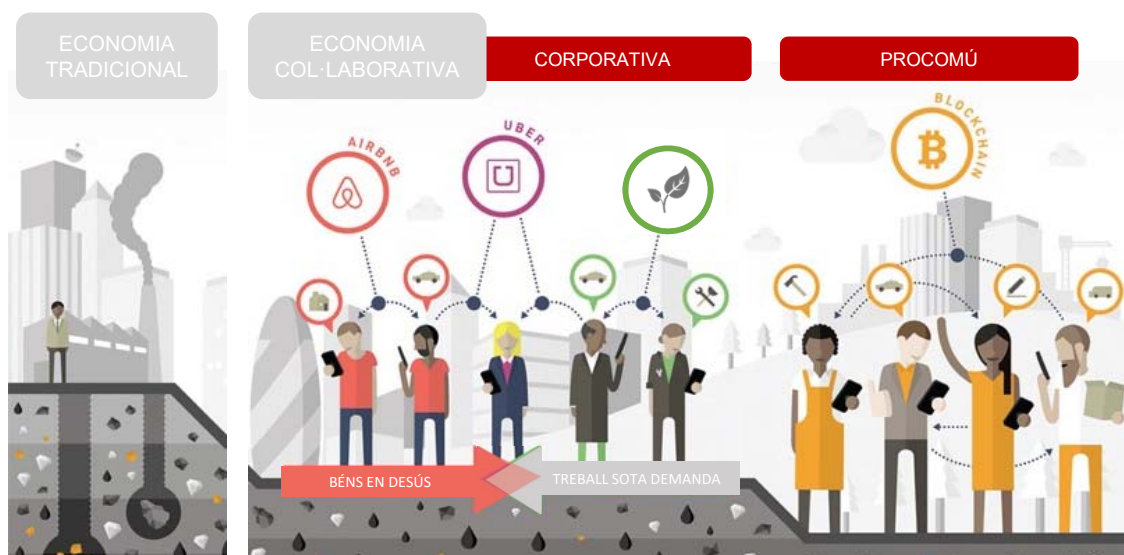 ECONOMIA
TRADICIONAL
ECONOMIA
COL·LABORATIVA
CORPORATIVA
PROCOMÚ
AIRBNB
UBER
BLOCKCHAIN
BÉNS EN DESÚS
TREBALL SOTA DEMANDA